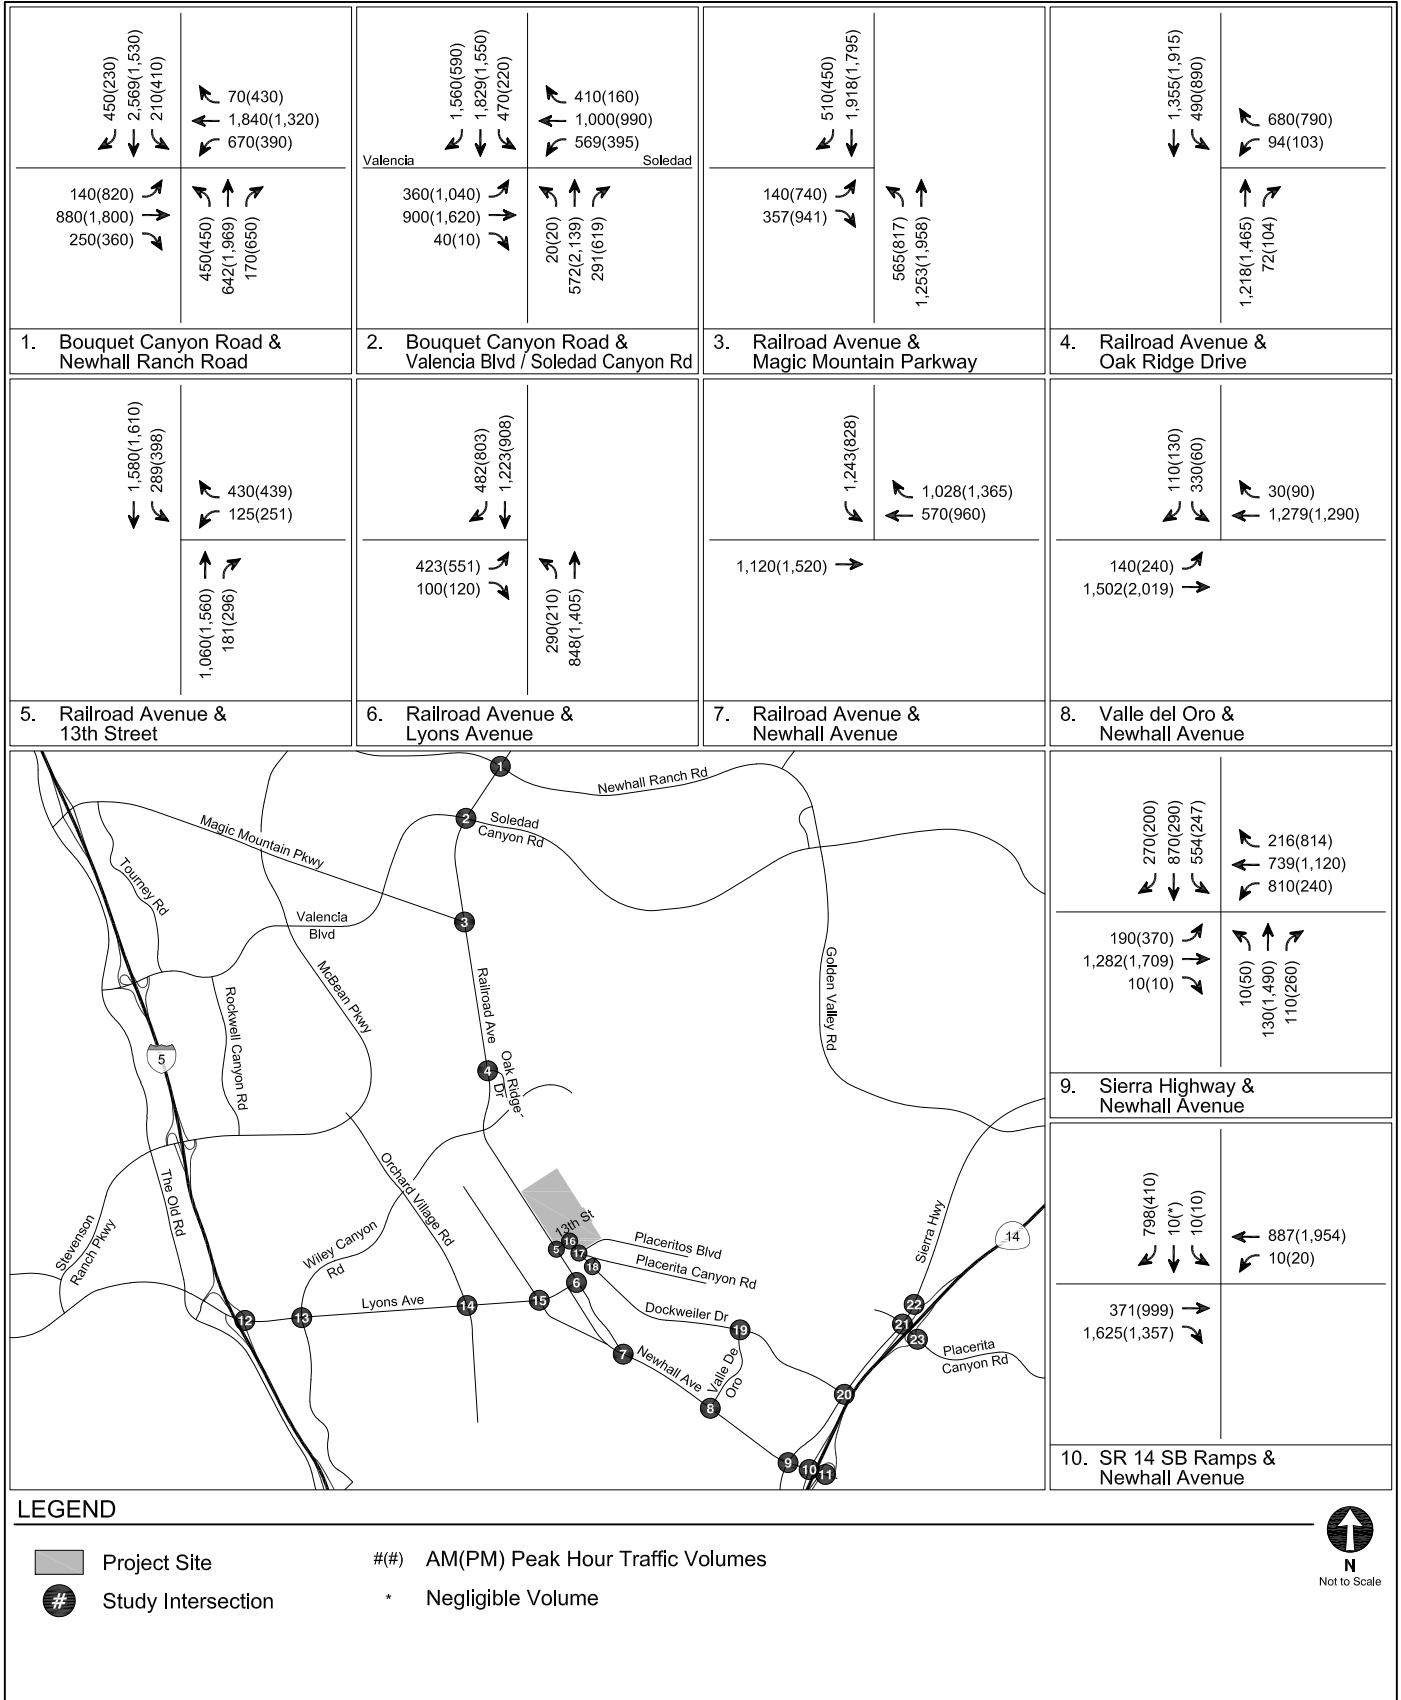 450(230)
2,569(1,530)
210(410)
70(430)
1,840(1,320)
670(390)
140(820)
880(1,800)
250(360)
450(450)
642(1,969)
170(650)
1. Bouquet Canyon Road &
Newhall Ranch Road
1,560(590)
1,829(1,550)
470(220)
410(160)
1,000(990)
569(395)
Valencia
Soledad
360(1,040)
900(1,620)
40(10)
20(20)
572(2,139)
291(619)
2. Bouquet Canyon Road &
Valencia Blvd / Soledad Canyon Rd
510(450)
1,918(1,795)
140(740)
357(941)
565(817)
1,253(1,958)
3. Railroad Avenue &
Magic Mountain Parkway
1,355(1,915)
490(890)
680(790)
94(103)
1,218(1,465)
72(104)
4. Railroad Avenue &
Oak Ridge Drive
1,580(1,610)
289(398)
430(439)
125(251)
1,060(1,560)
181(296)
5. Railroad Avenue &
13th Street
482(803)
1,223(908)
423(551)
100(120)
290(210)
848(1,405)
6. Railroad Avenue &
Lyons Avenue
1,243(828)
1,028(1,365)
570(960)
1,120(1,520)
7. Railroad Avenue &
Newhall Avenue
110(130)
330(60)
30(90)
1,279(1,290)
140(240)
1,502(2,019)
8. Valle del Oro &
Newhall Avenue
270(200)
870(290)
554(247)
216(814)
739(1,120)
810(240)
190(370)
1,282(1,709)
10(10)
10(50)
130(1,490)
110(260)
9. Sierra Highway &
Newhall Avenue
798(410)
10(*)
10(10)
887(1,954)
10(20)
371(999)
1,625(1,357)
10. SR 14 SB Ramps &
Newhall Avenue
1
Newhall Ranch Rd
2
Soledad
Canyon Rd
Magic Mountain Pkwy
Tourney Rd
3
Valencia
Blvd
McBean Pkwy
Railroad Ave
Golden Valley Rd
Rockwell Canyon Rd
5
4
Oak Ridge
Dr
The Old Rd
Orchard Village Rd
Stevenson
Ranch Pkwy
Wiley Canyon
Rd
13th St
5
16
17
18
Placeritos Blvd
Placerita Canyon Rd
Sierra Hwy
14
6
Lyons Ave
12
13
14
15
Dockweiler Dr
19
22
21
23
Placerita
Canyon Rd
7
Newhall Ave
Valle De
Oro
8
20
9
10
11
LEGEND
Project Site
# Study Intersection
#(#) AM(PM) Peak Hour Traffic Volumes
* Negligible Volume
N
Not to Scale